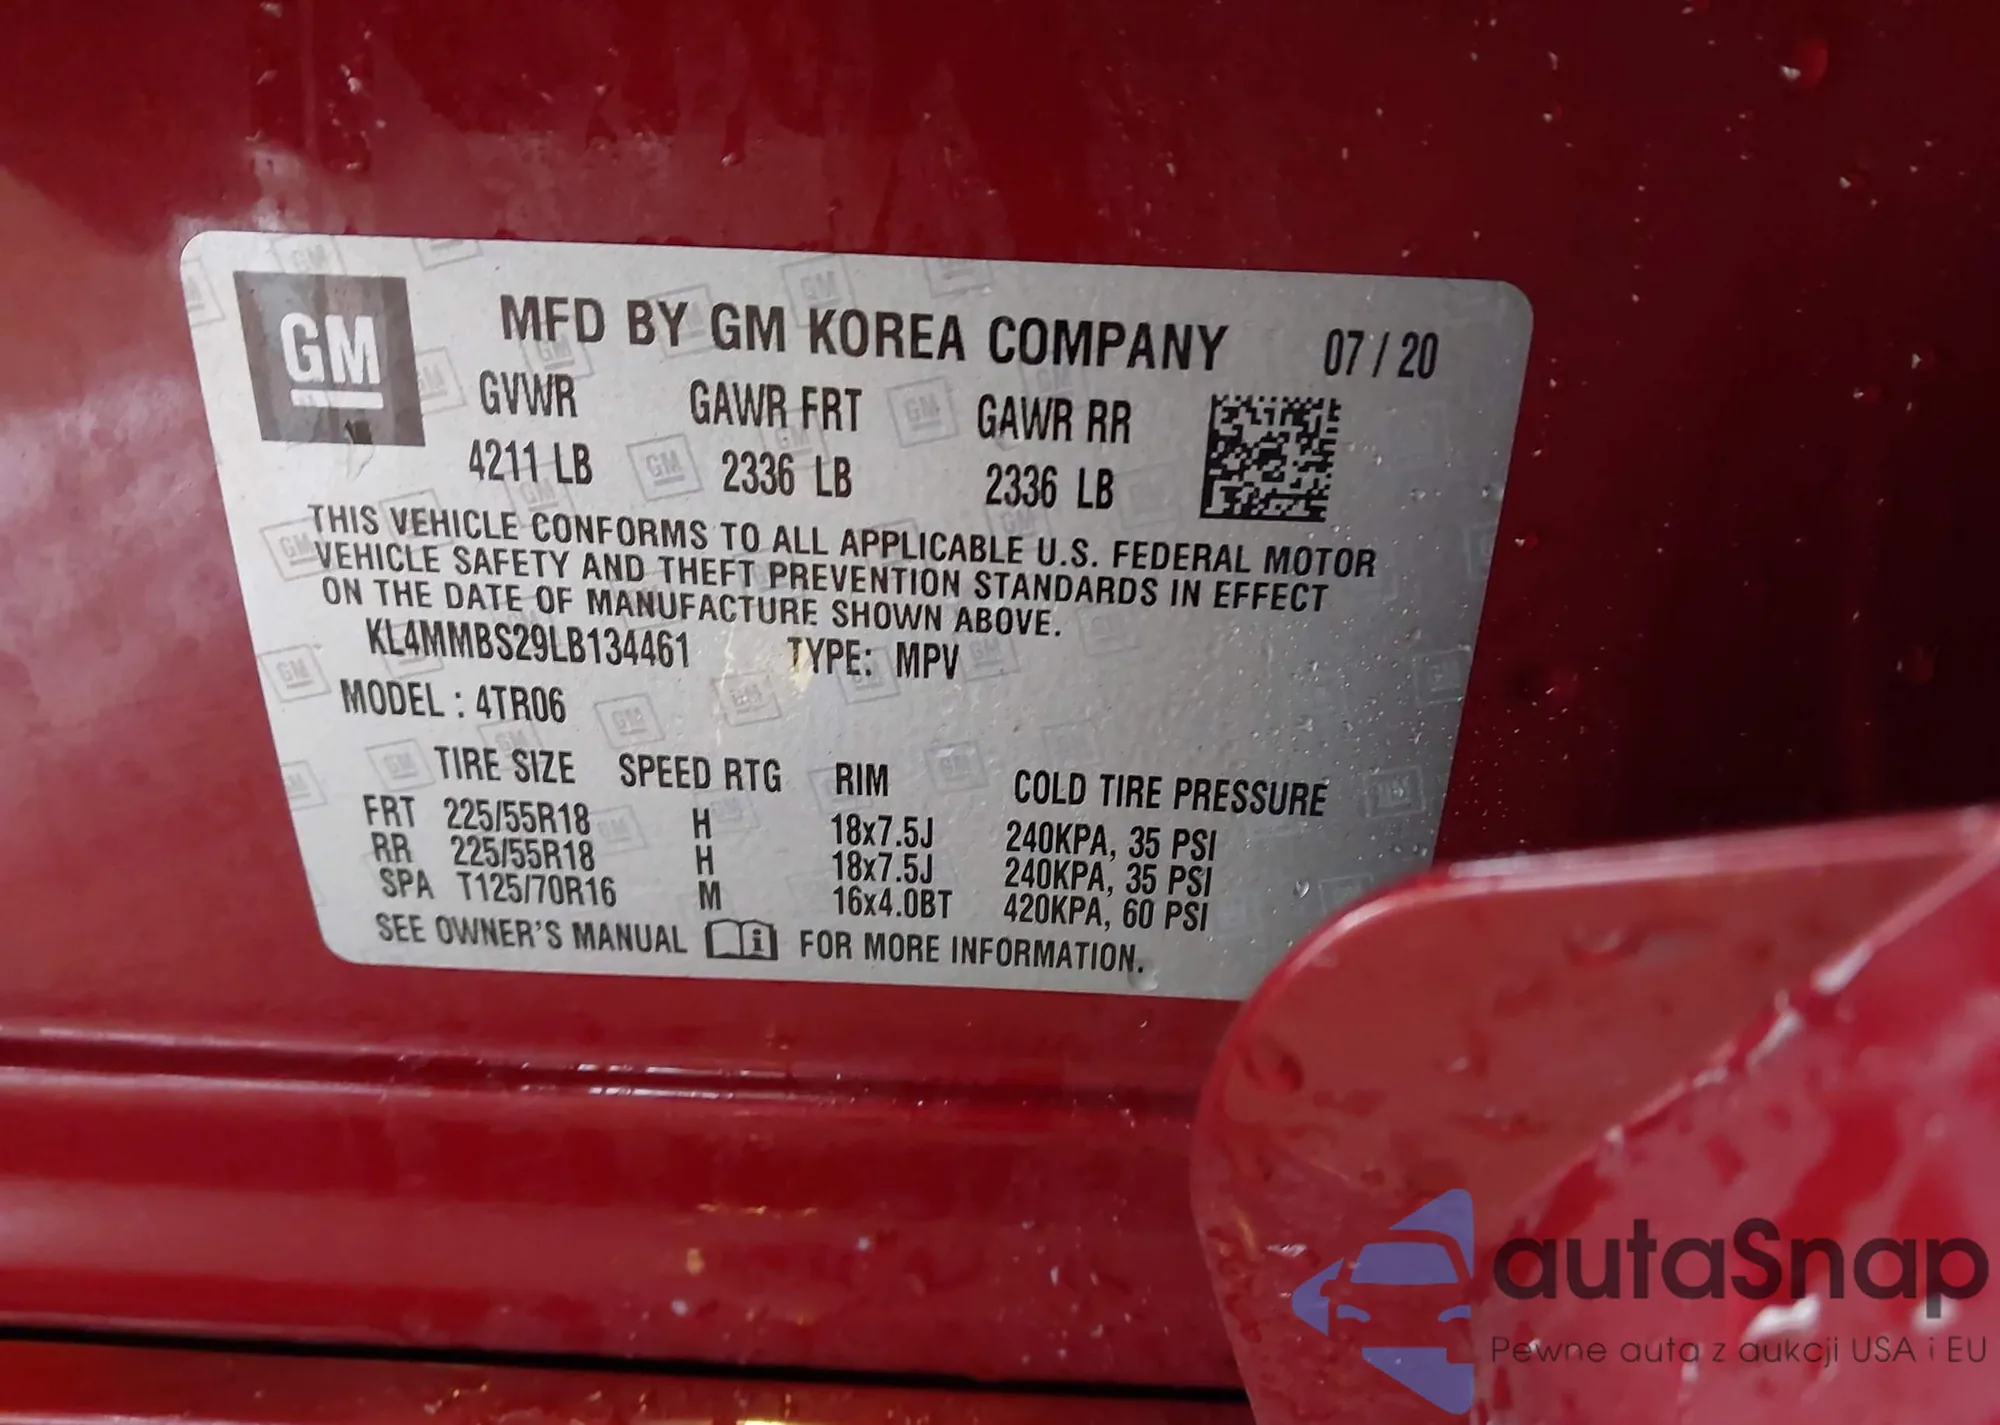 GM
MFD BY GM KOREA COMPANY 07 / 20
GVWR GAWR FRT GAWR RR
4211 LB 2336 LB 2336 LB
THIS VEHICLE CONFORMS TO ALL APPLICABLE U.S. FEDERAL MOTOR
VEHICLE SAFETY AND THEFT PREVENTION STANDARDS IN EFFECT
ON THE DATE OF MANUFACTURE SHOWN ABOVE.
KL4MMBS29LB134461 TYPE: MPV
MODEL : 4TR06
TIRE SIZE SPEED RTG RIM COLD TIRE PRESSURE
FRT 225/55R18 H 18x7.5J 240KPA, 35 PSI
RR 225/55R18 H 18x7.5J 240KPA, 35 PSI
SPA T125/70R16 M 16x4.0BT 420KPA, 60 PSI
SEE OWNER'S MANUAL i FOR MORE INFORMATION.
autaSnap
Pewne auta z aukcji USA i EU